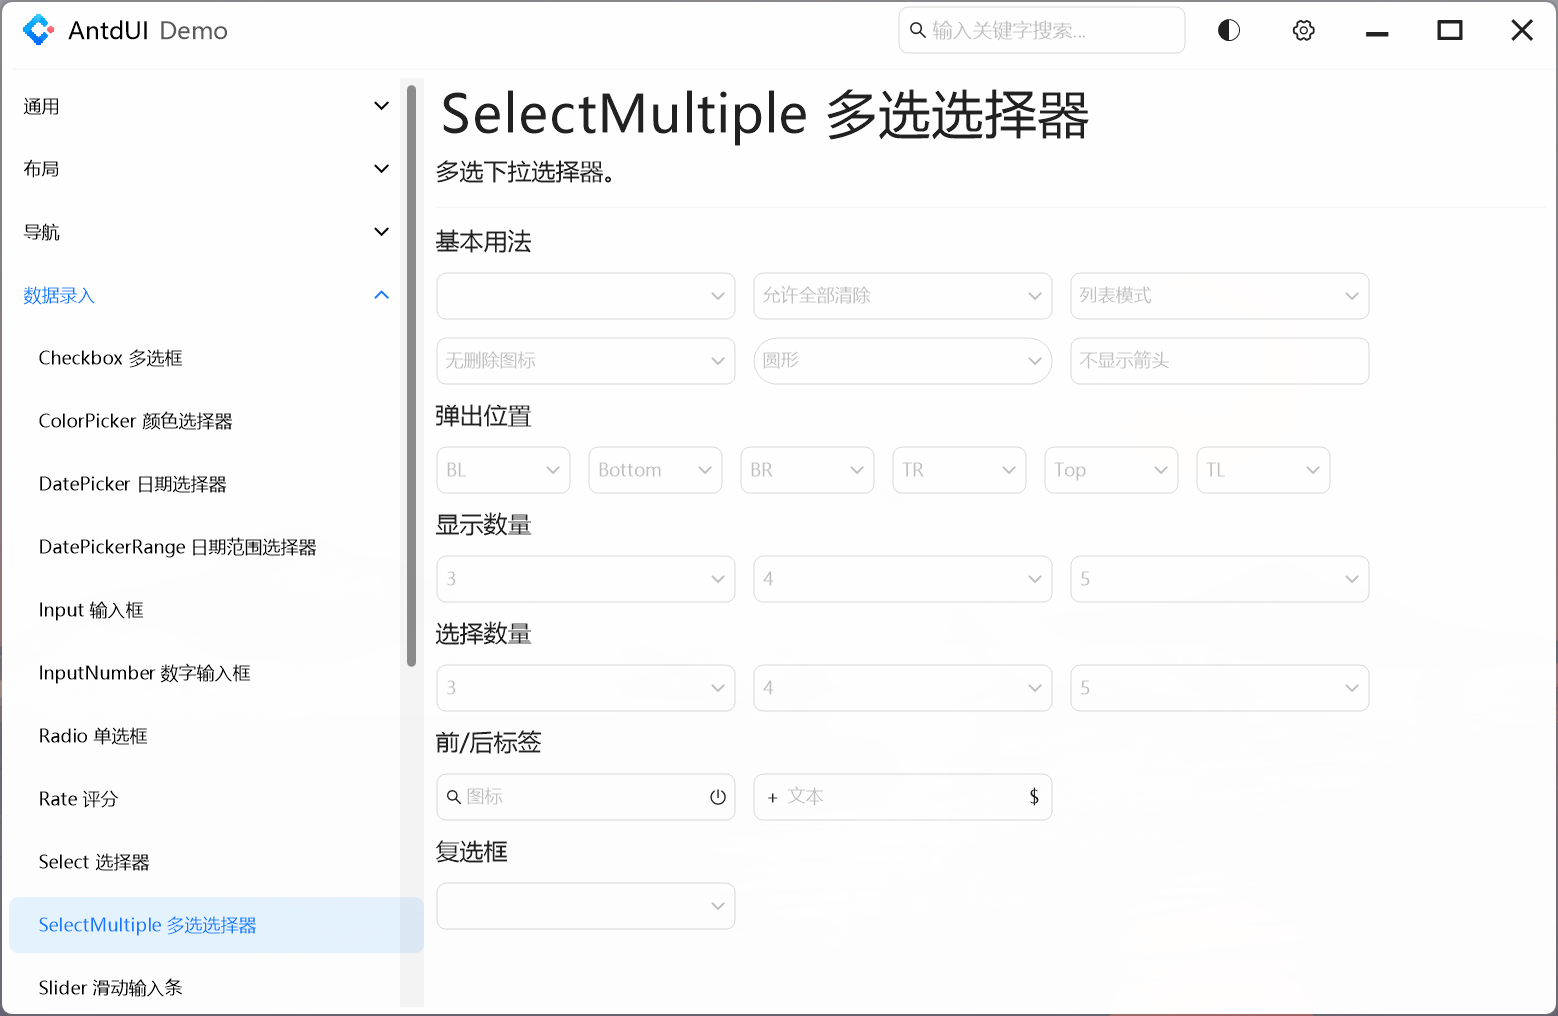 AntdUI Demo
输入关键字搜索...
通用
布局
导航
数据录入
Checkbox 多选框
ColorPicker 颜色选择器
DatePicker 日期选择器
DatePickerRange 日期范围选择器
Input 输入框
InputNumber 数字输入框
Radio 单选框
Rate 评分
Select 选择器
SelectMultiple 多选选择器
Slider 滑动输入条
SelectMultiple 多选选择器
多选下拉选择器。
基本用法
允许全部清除
列表模式
无删除图标
圆形
不显示箭头
弹出位置
BL
Bottom
BR
TR
Top
TL
显示数量
3
4
5
选择数量
3
4
5
前/后标签
图标
+ 文本 $
复选框